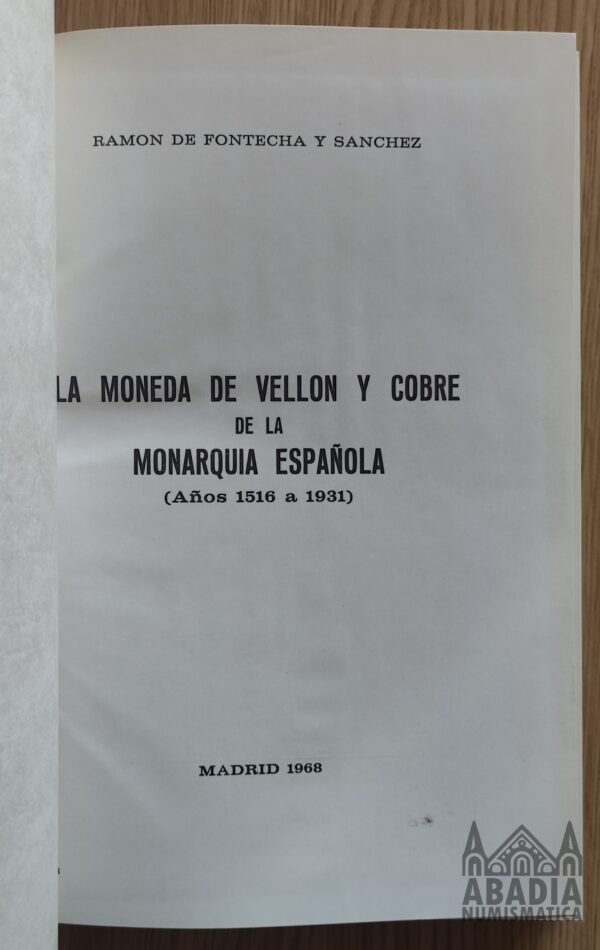 RAMON DE FONTECHA Y SANCHEZ
LA MONEDA DE VELLON Y COBRE
DE LA
MONARQUIA ESPAÑOLA
(Años 1516 a 1931)
MADRID 1968
ABADIA
NUMISMATICA